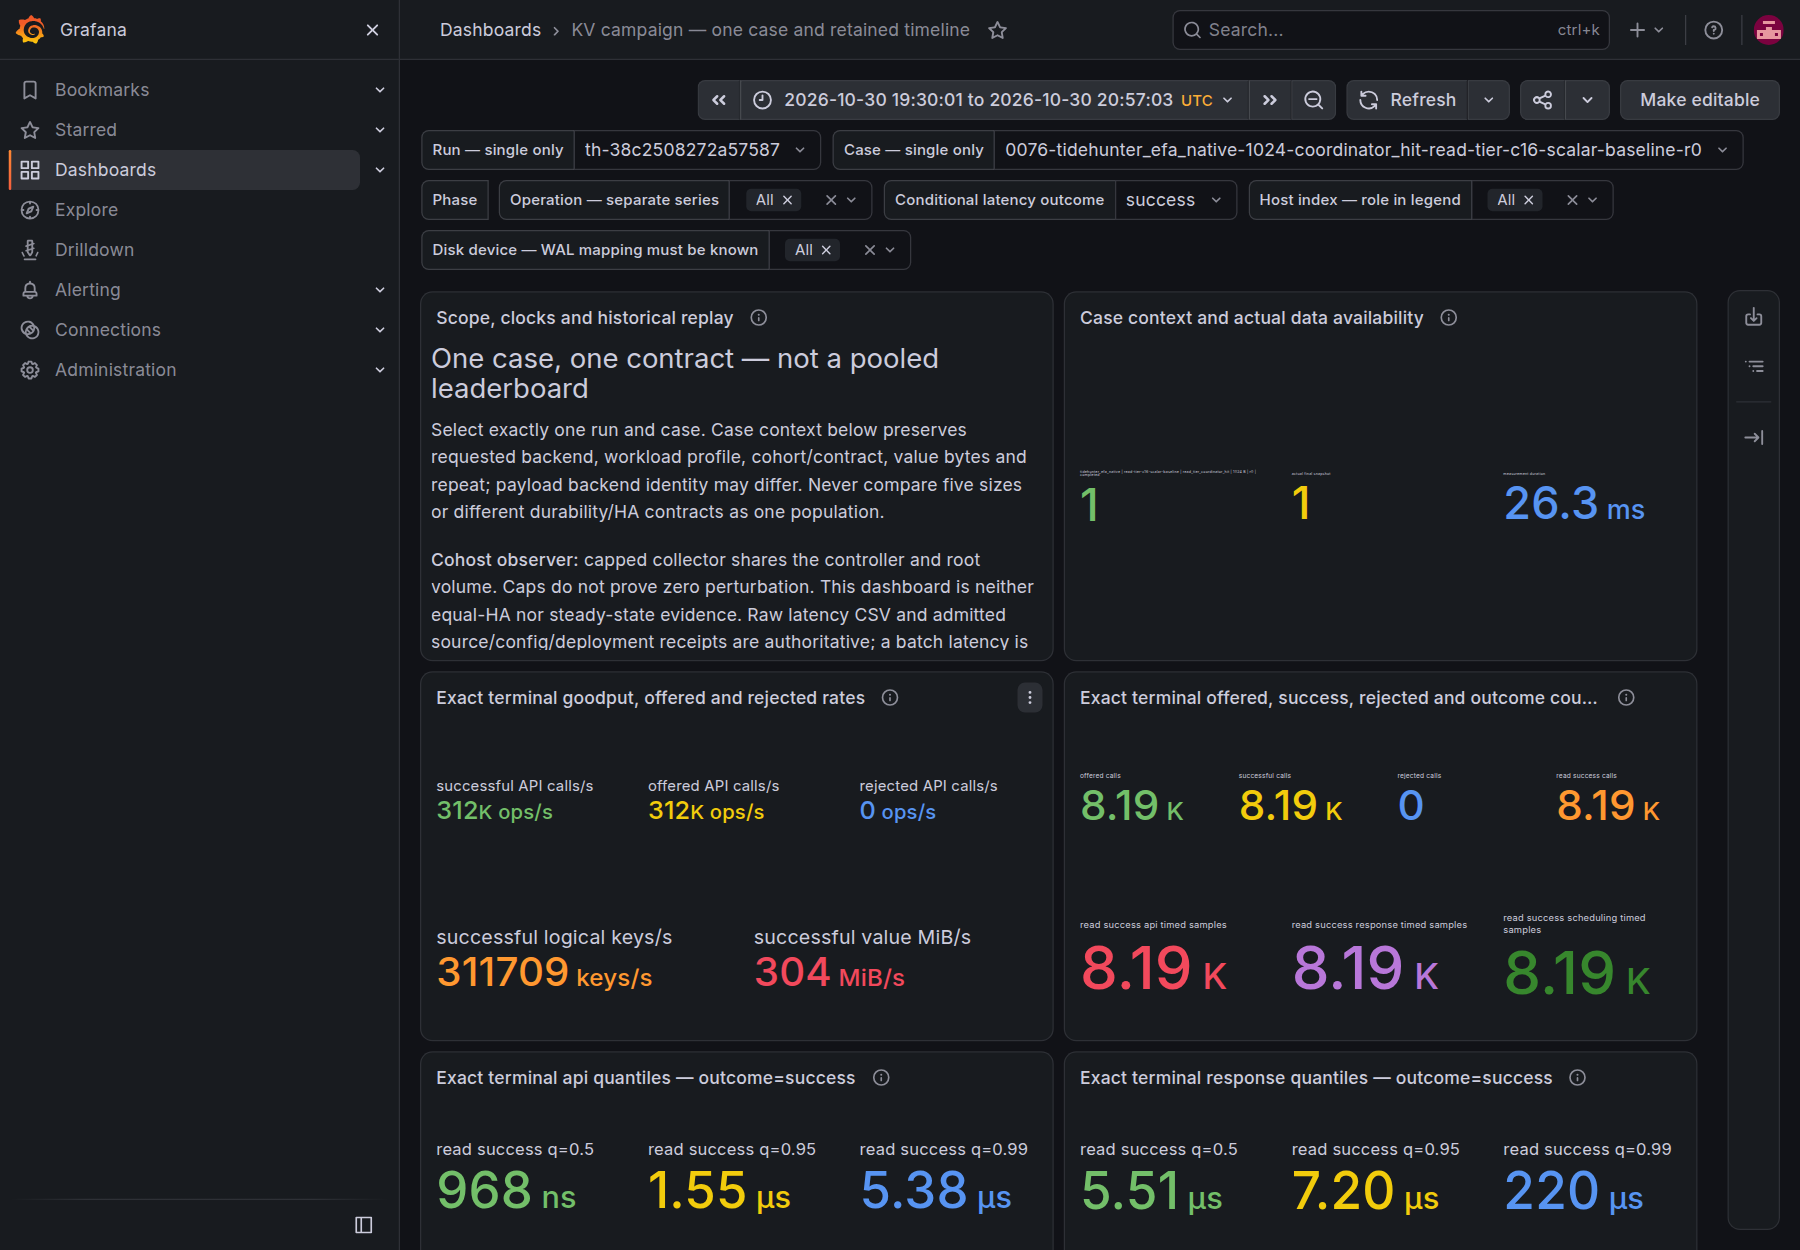 Grafana
Dashboards › KV campaign — one case and retained timeline
Search...
ctrl+k
Bookmarks
Starred
Dashboards
Explore
Drilldown
Alerting
Connections
Administration
2026-10-30 19:30:01 to 2026-10-30 20:57:03 UTC
Refresh
Make editable
Run — single only th-38c2508272a57587
Case — single only 0076-tidehunter_efa_native-1024-coordinator_hit-read-tier-c16-scalar-baseline-r0
Phase
Operation — separate series All
Conditional latency outcome success
Host index — role in legend All
Disk device — WAL mapping must be known All
Scope, clocks and historical replay
One case, one contract — not a pooled
leaderboard
Select exactly one run and case. Case context below preserves
requested backend, workload profile, cohort/contract, value bytes and
repeat; payload backend identity may differ. Never compare five sizes
or different durability/HA contracts as one population.
Cohost observer: capped collector shares the controller and root
volume. Caps do not prove zero perturbation. This dashboard is neither
equal-HA nor steady-state evidence. Raw latency CSV and admitted
source/config/deployment receipts are authoritative; a batch latency is
Case context and actual data availability
1
actual final snapshot
1
measurement duration
26.3 ms
Exact terminal goodput, offered and rejected rates
successful API calls/s
312K ops/s
offered API calls/s
312K ops/s
rejected API calls/s
0 ops/s
successful logical keys/s
311709 keys/s
successful value MiB/s
304 MiB/s
Exact terminal offered, success, rejected and outcome cou...
offered calls
8.19 K
successful calls
8.19 K
rejected calls
0
read success calls
8.19 K
read success api timed samples
8.19 K
read success response timed samples
8.19 K
read success scheduling timed
samples
8.19 K
Exact terminal api quantiles — outcome=success
read success q=0.5
968 ns
read success q=0.95
1.55 µs
read success q=0.99
5.38 µs
Exact terminal response quantiles — outcome=success
read success q=0.5
5.51 µs
read success q=0.95
7.20 µs
read success q=0.99
220 µs